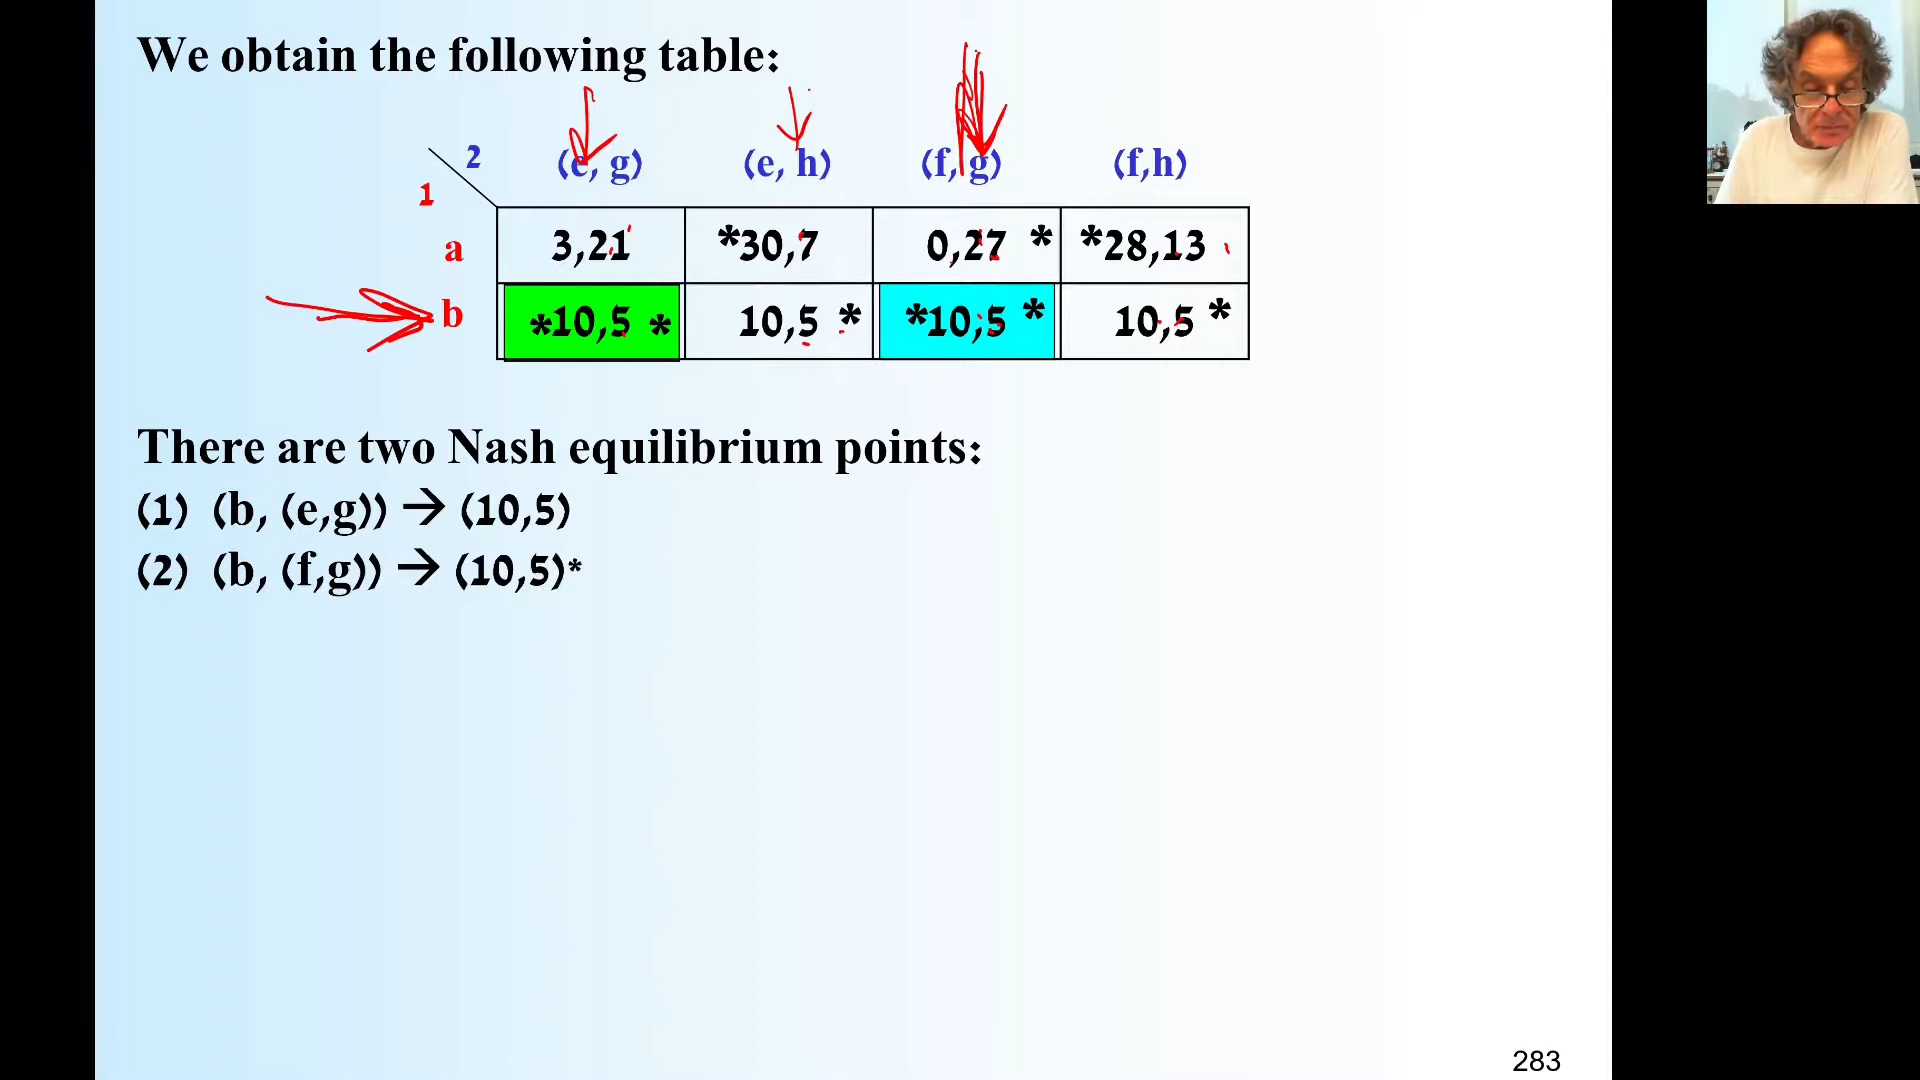 We obtain the following table:
2 (e, g) (e, h) (f, g) (f,h)
1
a 3,21 *30,7 0,27 * *28,13
b *10,5 * 10,5 * *10,5 * 10,5 *
There are two Nash equilibrium points:
(1) (b, (e,g)) → (10,5)
(2) (b, (f,g)) → (10,5)*
283